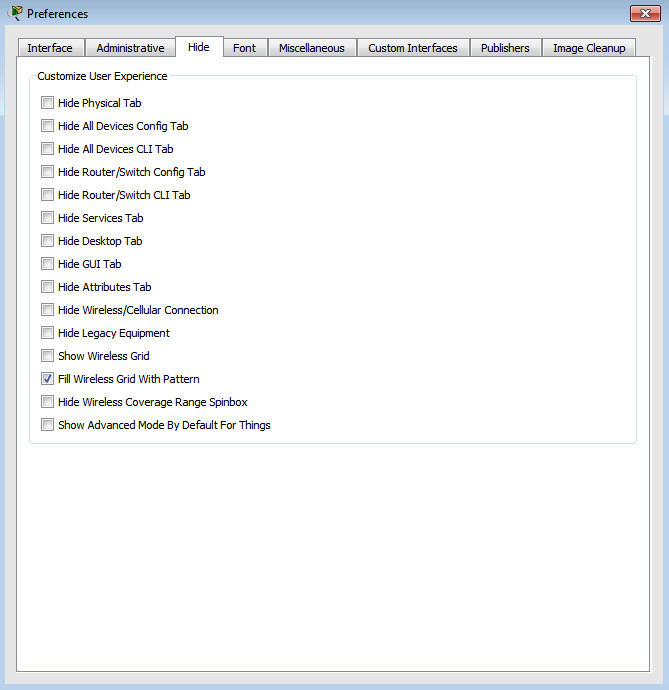 Preferences
Interface Administrative Hide Font Miscellaneous Custom Interfaces Publishers Image Cleanup
Customize User Experience
Hide Physical Tab
Hide All Devices Config Tab
Hide All Devices CLI Tab
Hide Router/Switch Config Tab
Hide Router/Switch CLI Tab
Hide Services Tab
Hide Desktop Tab
Hide GUI Tab
Hide Attributes Tab
Hide Wireless/Cellular Connection
Hide Legacy Equipment
Show Wireless Grid
Fill Wireless Grid With Pattern
Hide Wireless Coverage Range Spinbox
Show Advanced Mode By Default For Things